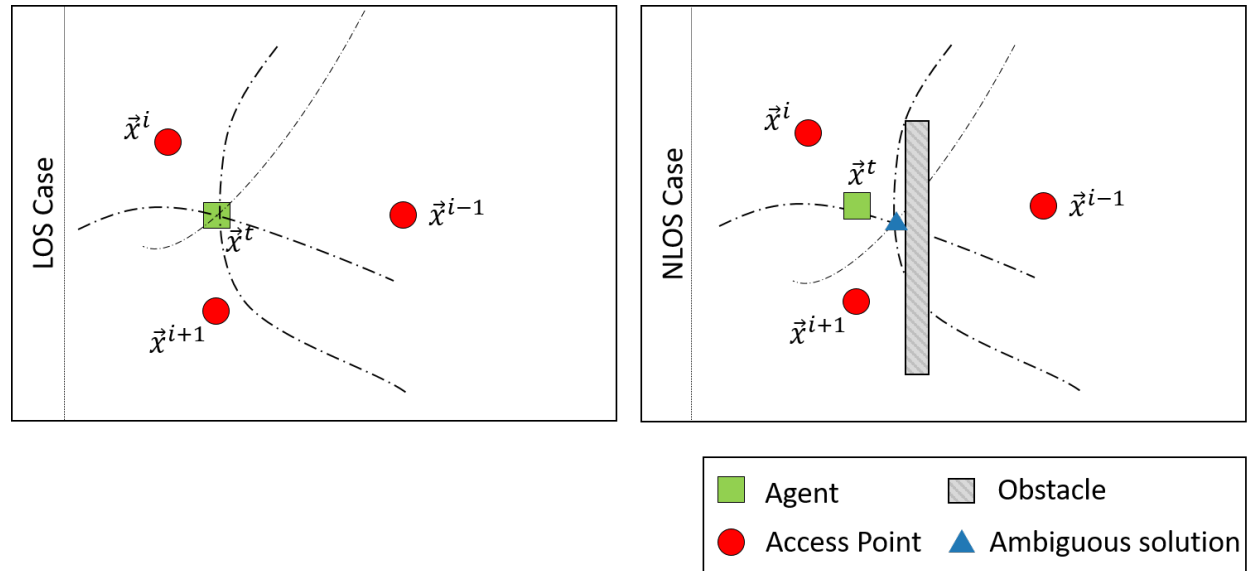 LOS Case
x⃗ⁱ
x⃗ⁱ⁻¹
x⃗ᵗ
x⃗ⁱ⁺¹
NLOS Case
x⃗ⁱ
x⃗ᵗ
x⃗ⁱ⁻¹
x⃗ⁱ⁺¹
Agent
Obstacle
Access Point
Ambiguous solution